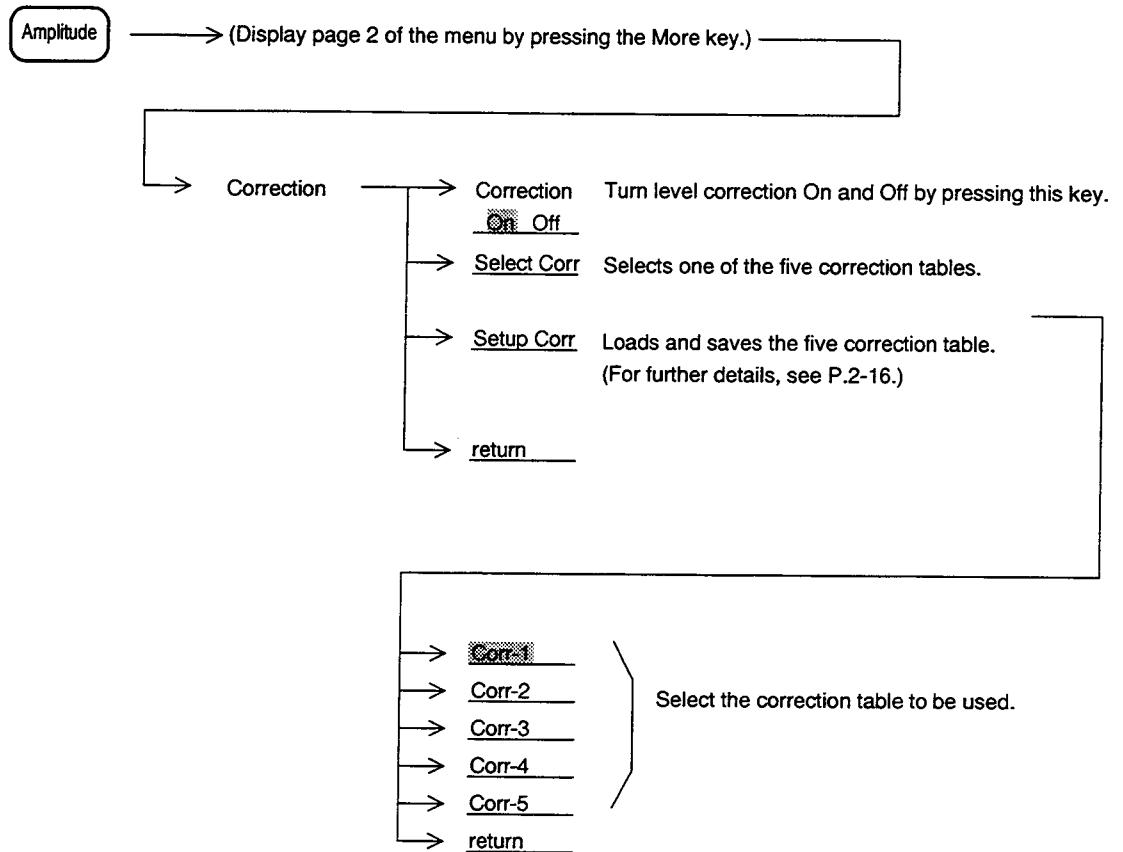 Amplitude
(Display page 2 of the menu by pressing the More key.)
Correction
Correction Turn level correction On and Off by pressing this key.
On Off
Select Corr Selects one of the five correction tables.
Setup Corr Loads and saves the five correction table.
(For further details, see P.2-16.)
return
Corr-1
Corr-2
Select the correction table to be used.
Corr-3
Corr-4
Corr-5
return